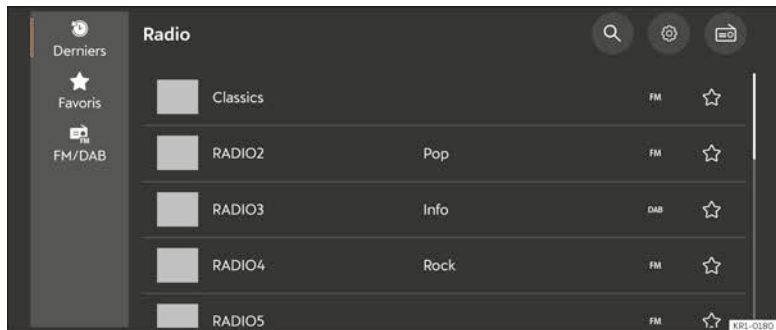 Derniers
Favoris
FM/DAB
Radio
Classics FM
RADIO2 Pop FM
RADIO3 Info DAB
RADIO4 Rock FM
RADIO5 FM
KR1-0180